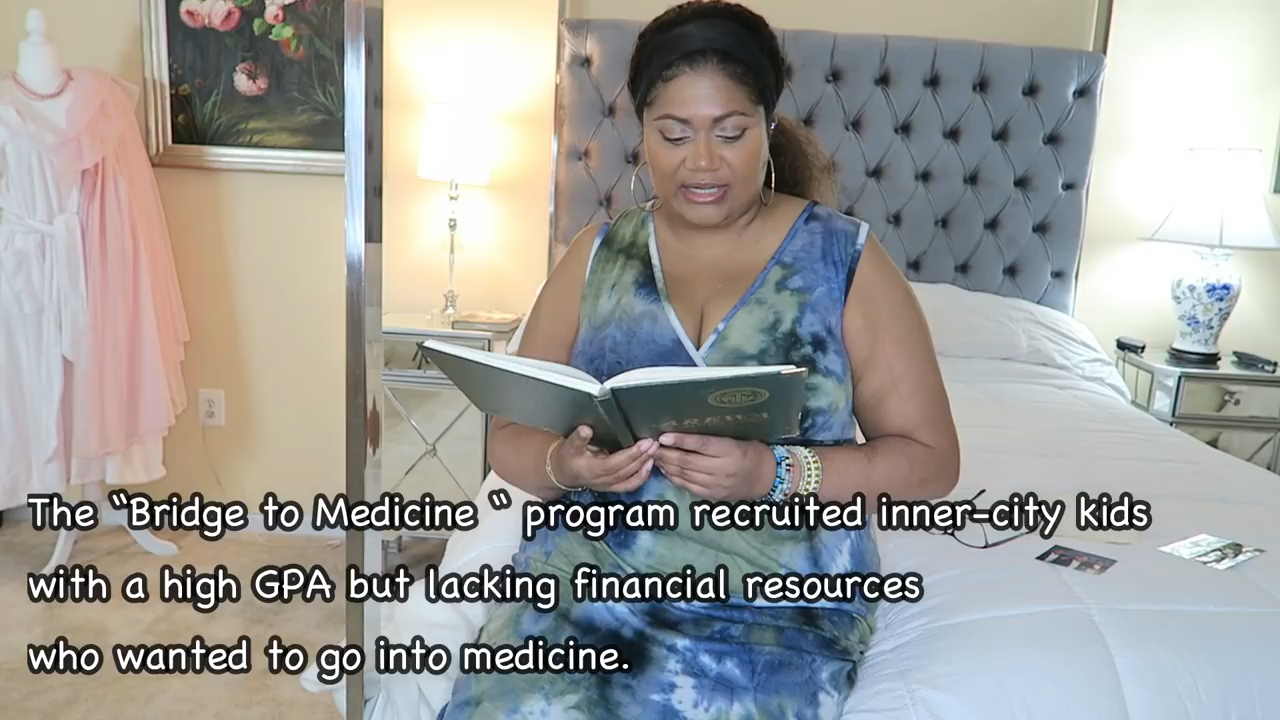 The “Bridge to Medicine “ program recruited inner-city kids
with a high GPA but lacking financial resources
who wanted to go into medicine.